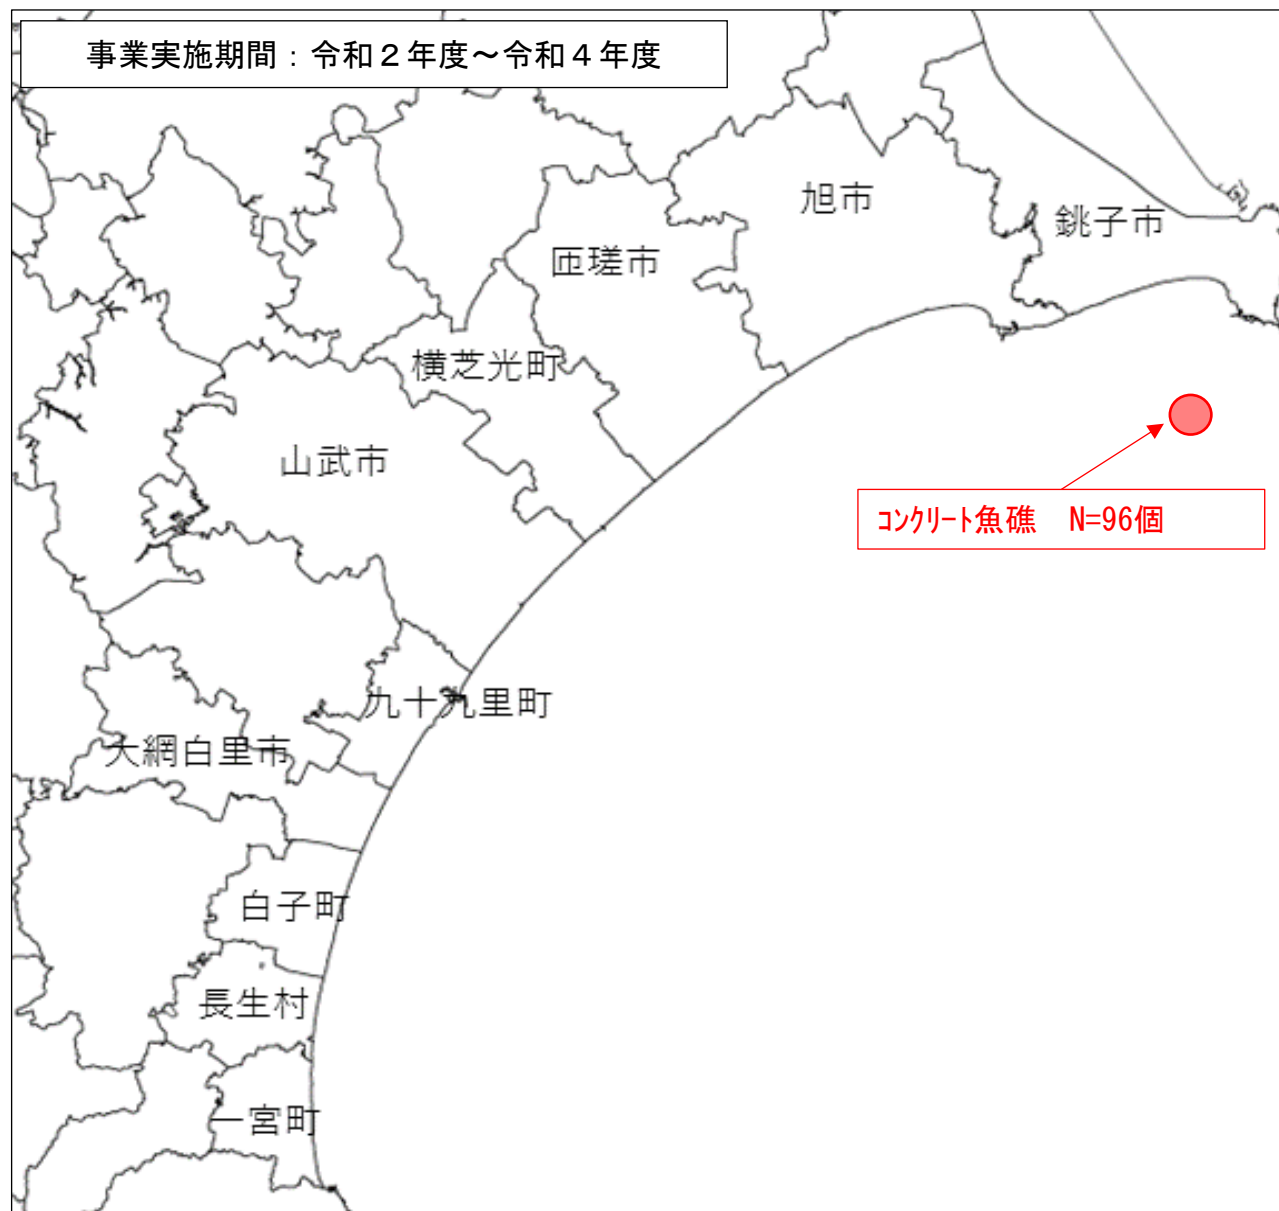 事業実施期間：令和２年度～令和４年度
旭市
銚子市
匝瑳市
横芝光町
山武市
ｺﾝｸﾘｰﾄ魚礁　N=96個
九十九里町
大網白里市
白子町
長生村
一宮町